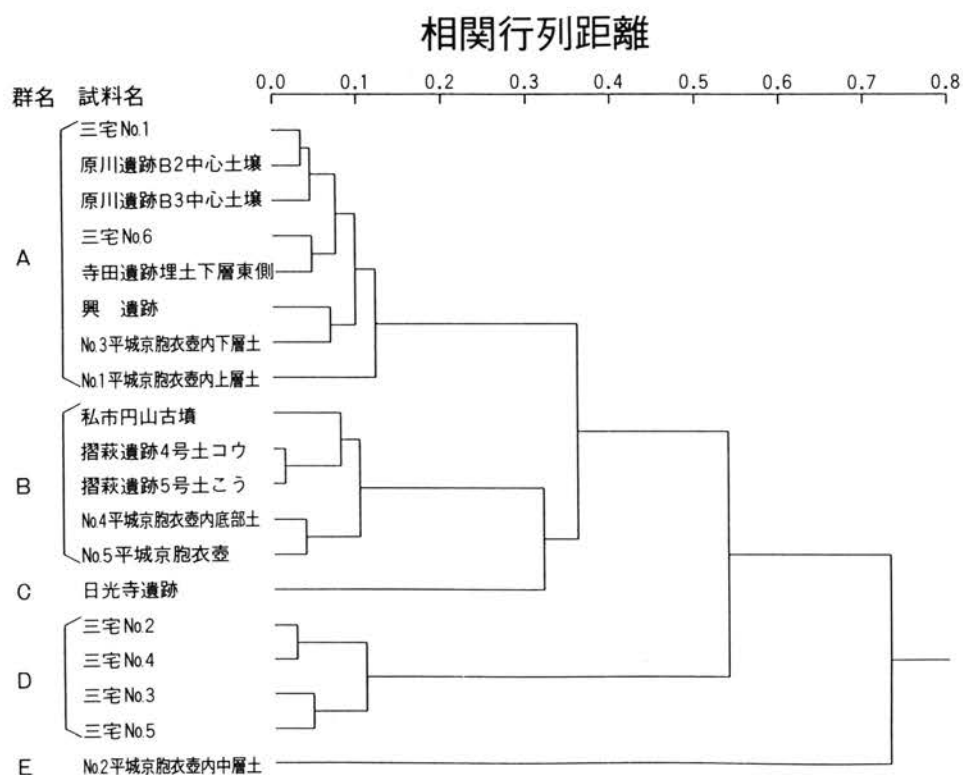 相関行列距離
群名 試料名 0.0 0.1 0.2 0.3 0.4 0.5 0.6 0.7 0.8
三宅No.1
原川遺跡B2中心土壌
原川遺跡B3中心土壌
三宅No.6
A
寺田遺跡埋土下層東側
興 遺跡
No.3平城京胞衣壺内下層土
No.1平城京胞衣壺内上層土
私市円山古墳
摺萩遺跡4号土コウ
B 摺萩遺跡5号土こう
No.4平城京胞衣壺内底部土
No.5平城京胞衣壺
C 日光寺遺跡
三宅No.2
三宅No.4
D
三宅No.3
三宅No.5
E No.2平城京胞衣壺内中層土